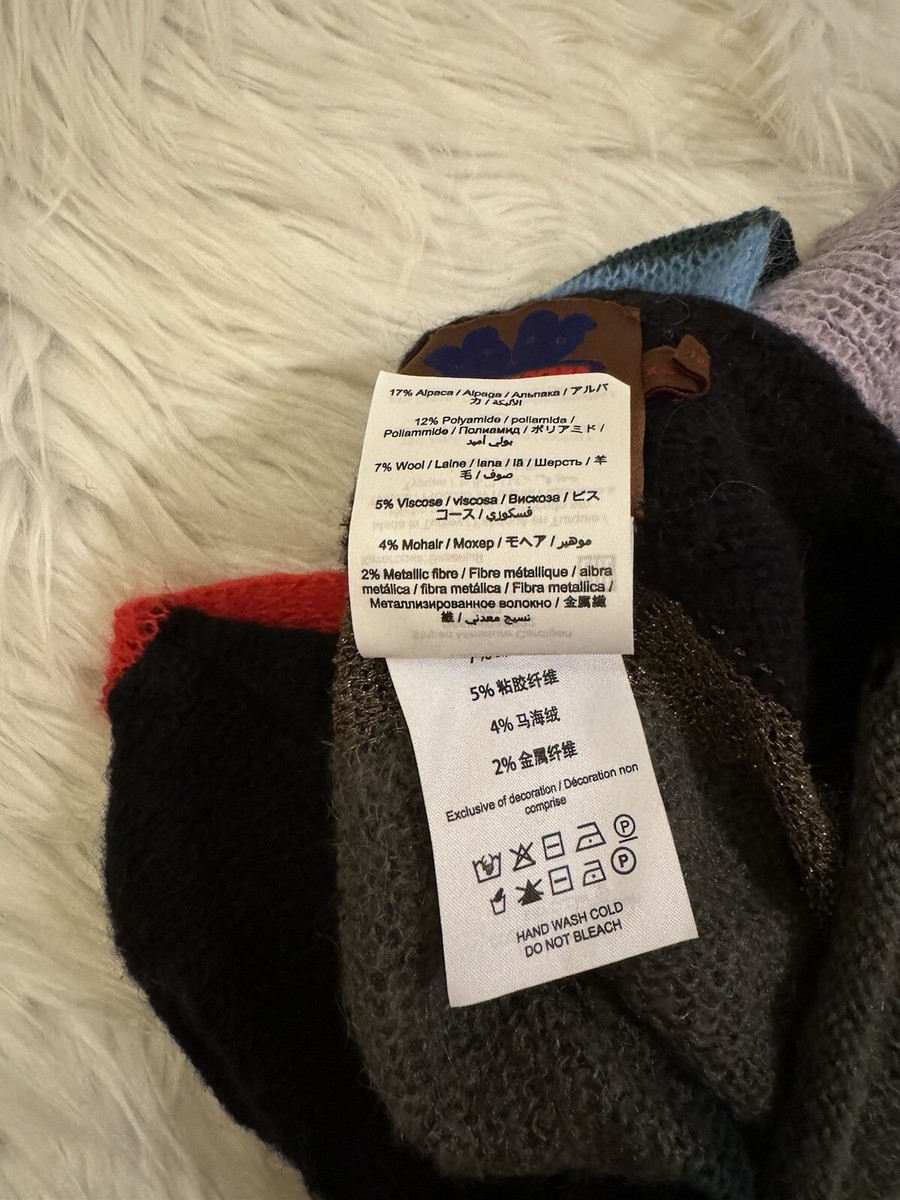 17% Alpaca / Alpaga / Альпака / アルパ
カ / الألبكة
12% Polyamide / poliamida /
Poliammide / Полиамид / ポリアミド /
بولي أميد
7% Wool / Laine / lana / lã / Шерсть / 羊
毛 / صوف
5% Viscose / viscosa / Вискоза / ビス
コース / فسكوزي
4% Mohair / Мохер / モヘア / موهير
2% Metallic fibre / Fibre métallique / aibra
metálica / fibra metálica / Fibra metallica /
Металлизированное волокно / 金属繊
維 / نسيج معدني
5% 粘胶纤维
4% 马海绒
2% 金属纤维
Exclusive of decoration / Décoration non
comprise
P
P
HAND WASH COLD
DO NOT BLEACH